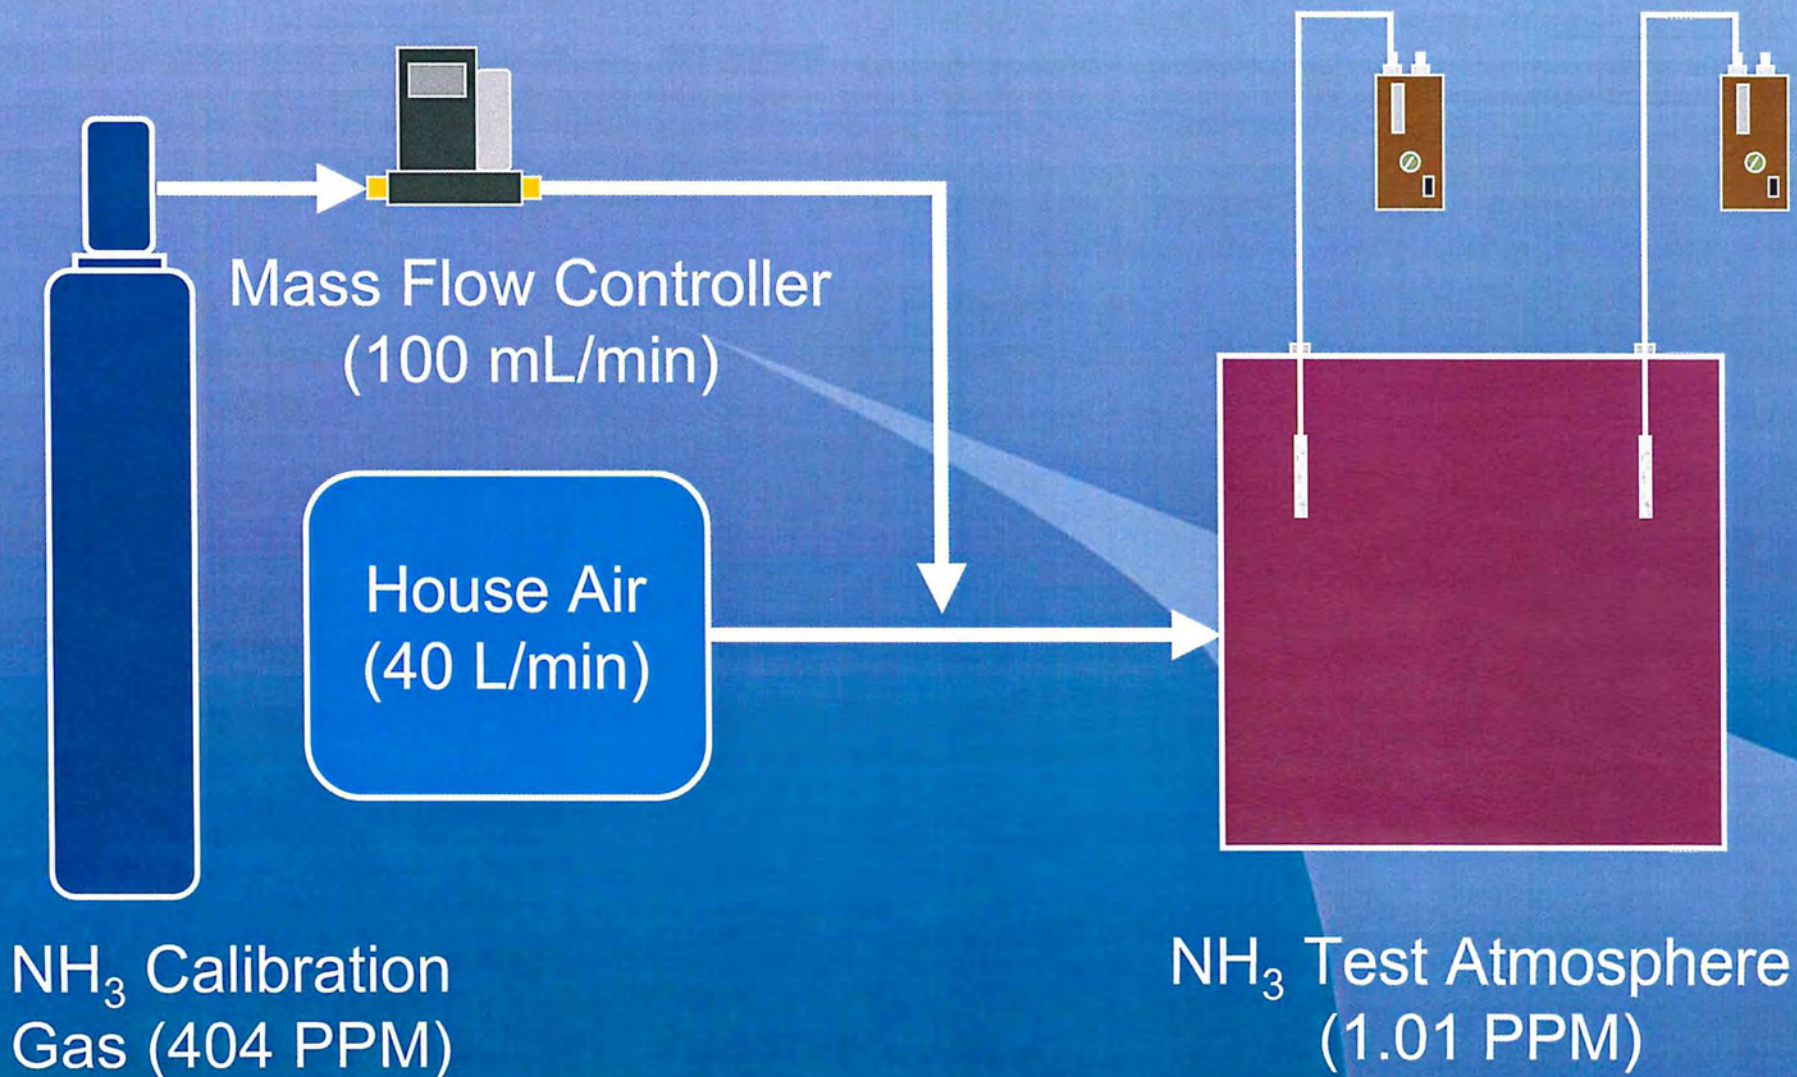 Mass Flow Controller
(100 mL/min)
House Air
(40 L/min)
NH₃ Calibration
Gas (404 PPM)
NH₃ Test Atmosphere
(1.01 PPM)